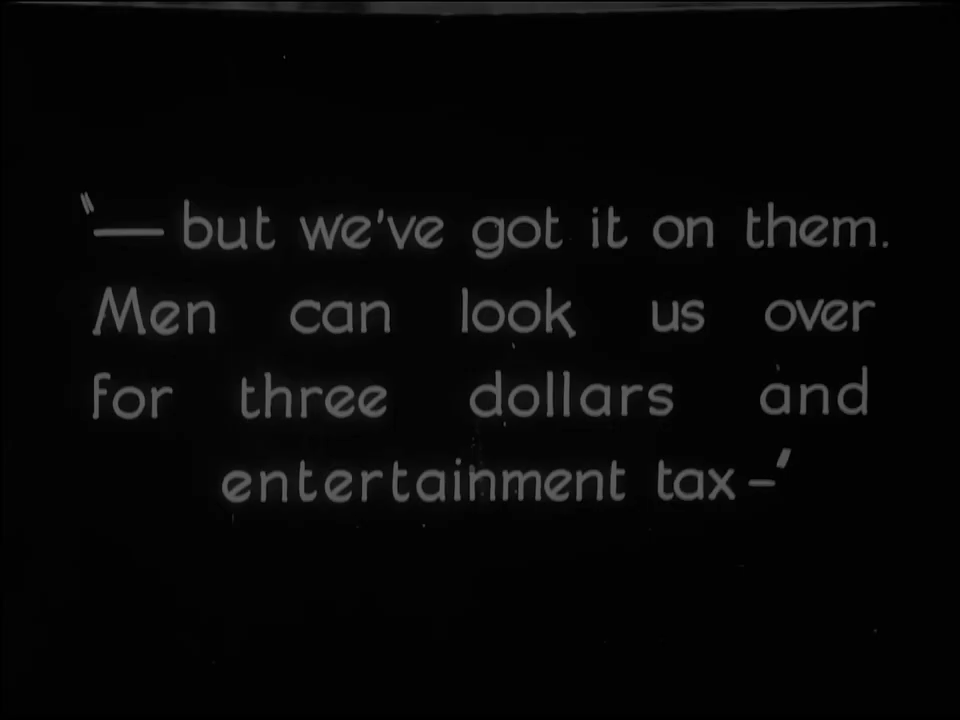 "— but we've got it on them.
Men can look us over
for three dollars and
entertainment tax –'